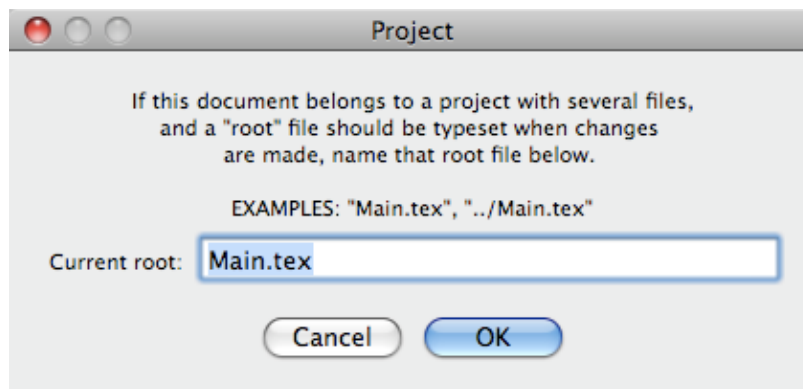 Project
If this document belongs to a project with several files,
and a "root" file should be typeset when changes
are made, name that root file below.
EXAMPLES: "Main.tex", "../Main.tex"
Current root: Main.tex
Cancel OK